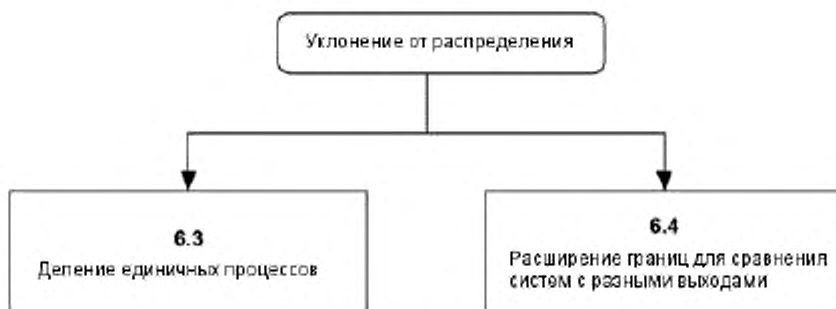 Уклонение от распределения
6.3
Деление единичных процессов
6.4
Расширение границ для сравнения
систем с разными выходами